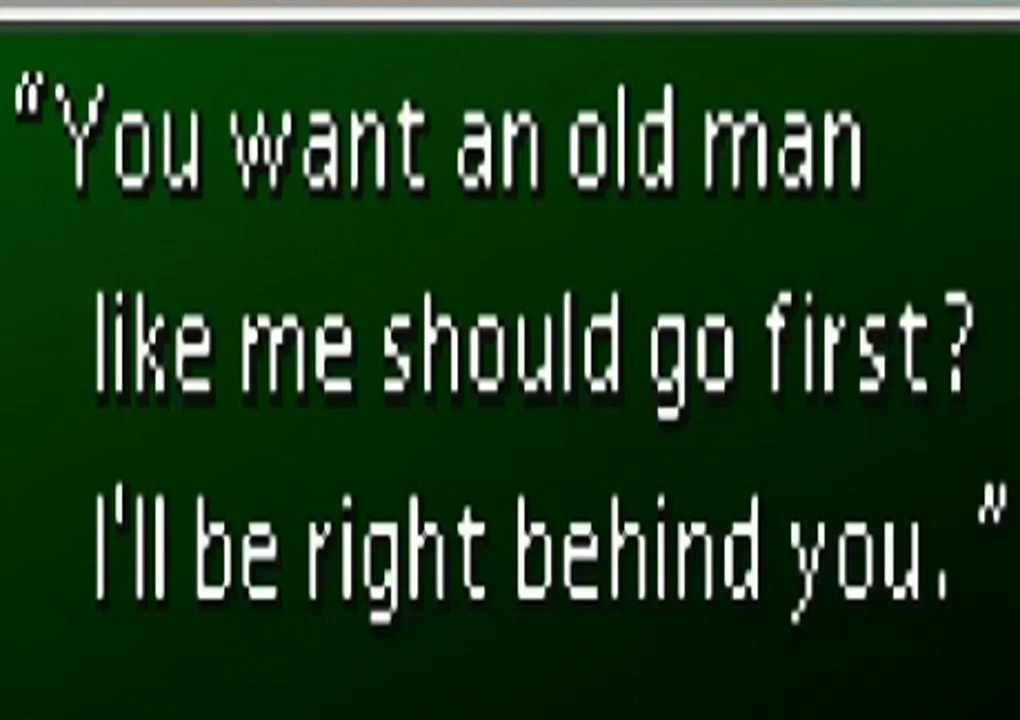 “You want an old man
like me should go first?
I'll be right behind you.”